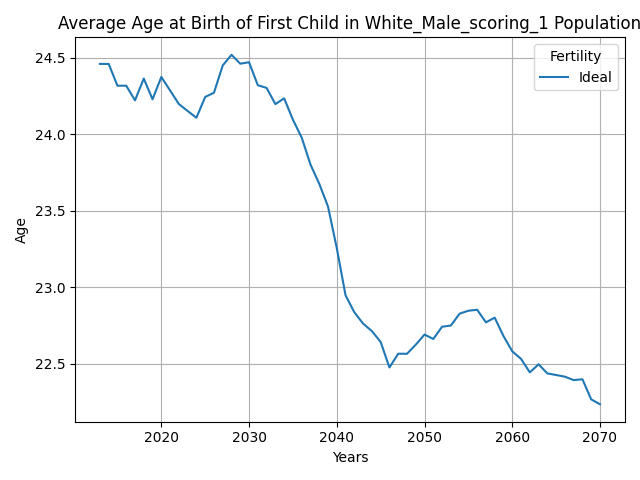 Average Age at Birth of First Child in White_Male_scoring_1 Population
Fertility
Ideal
24.5
24.0
23.5
23.0
22.5
Age
2020 2030 2040 2050 2060 2070
Years